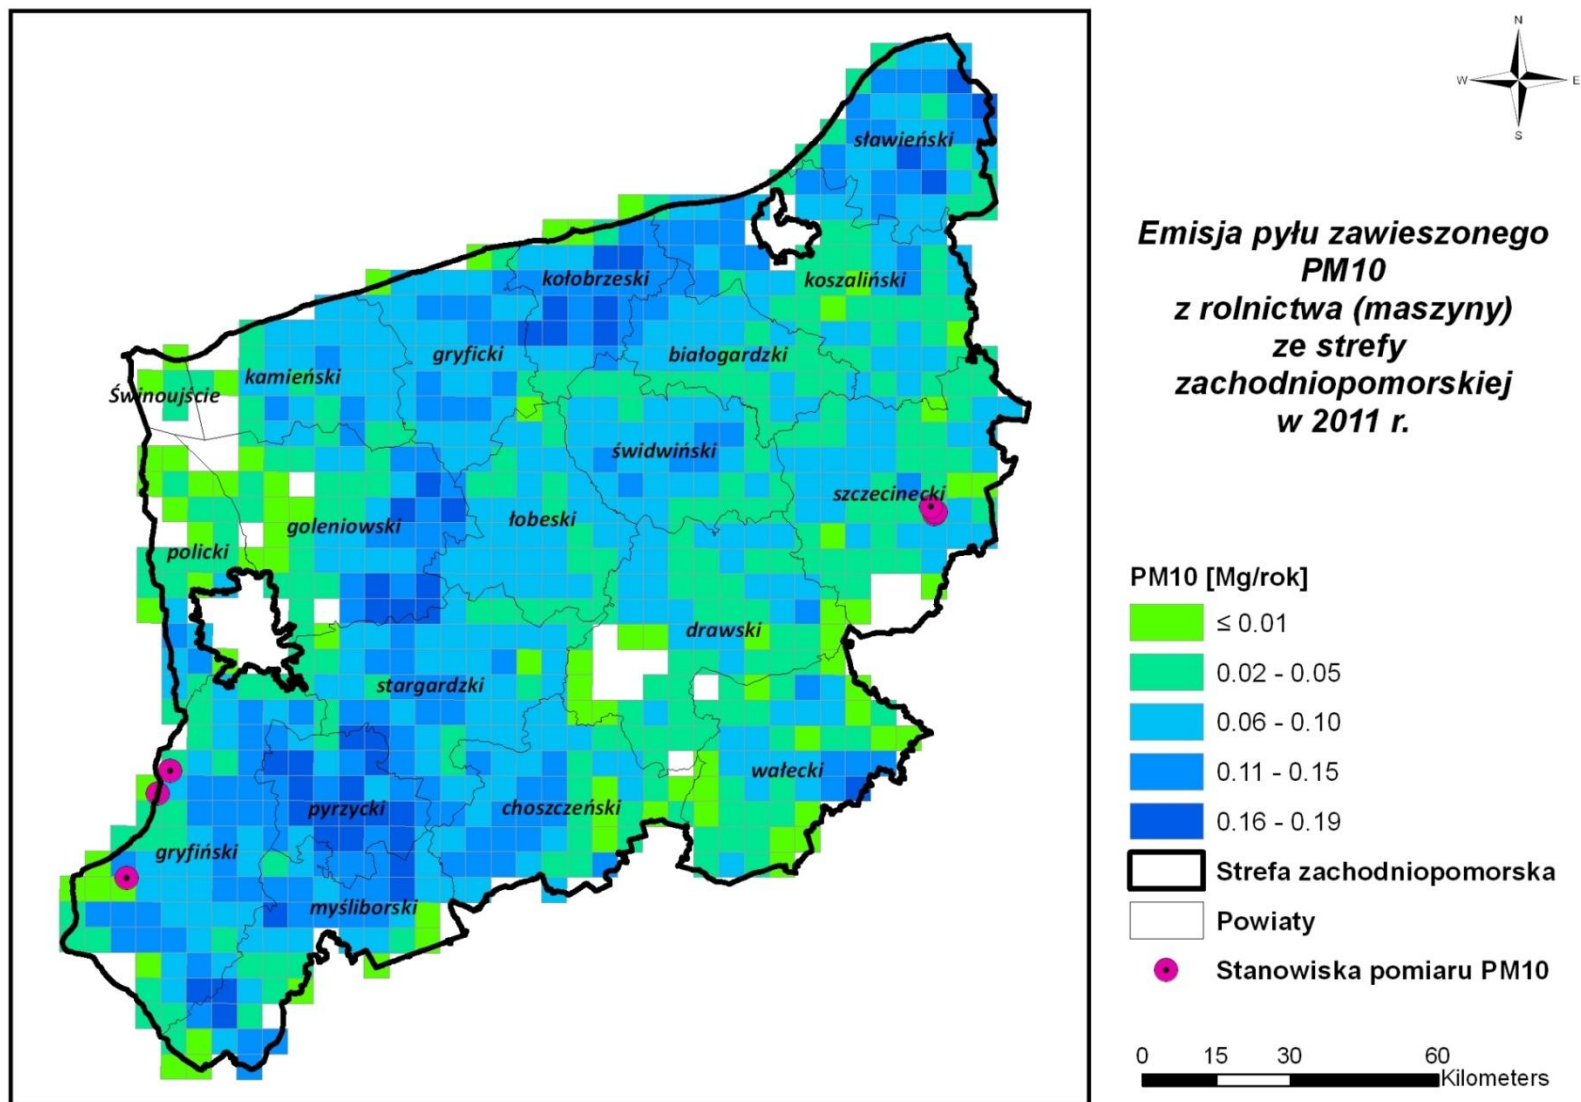 N
W E
S
Emisja pyłu zawieszonego
PM10
z rolnictwa (maszyny)
ze strefy
zachodniopomorskiej
w 2011 r.
sławieński
kołobrzeski
koszaliński
gryficki
białogardzki
kamieński
Świnoujście
świdwiński
szczecinecki
goleniowski
łobeski
policki
drawski
stargardzki
wałecki
pyrzycki
choszczeński
gryfiński
myśliborski
PM10 [Mg/rok]
≤ 0.01
0.02 - 0.05
0.06 - 0.10
0.11 - 0.15
0.16 - 0.19
Strefa zachodniopomorska
Powiaty
Stanowiska pomiaru PM10
0 15 30 60
Kilometers